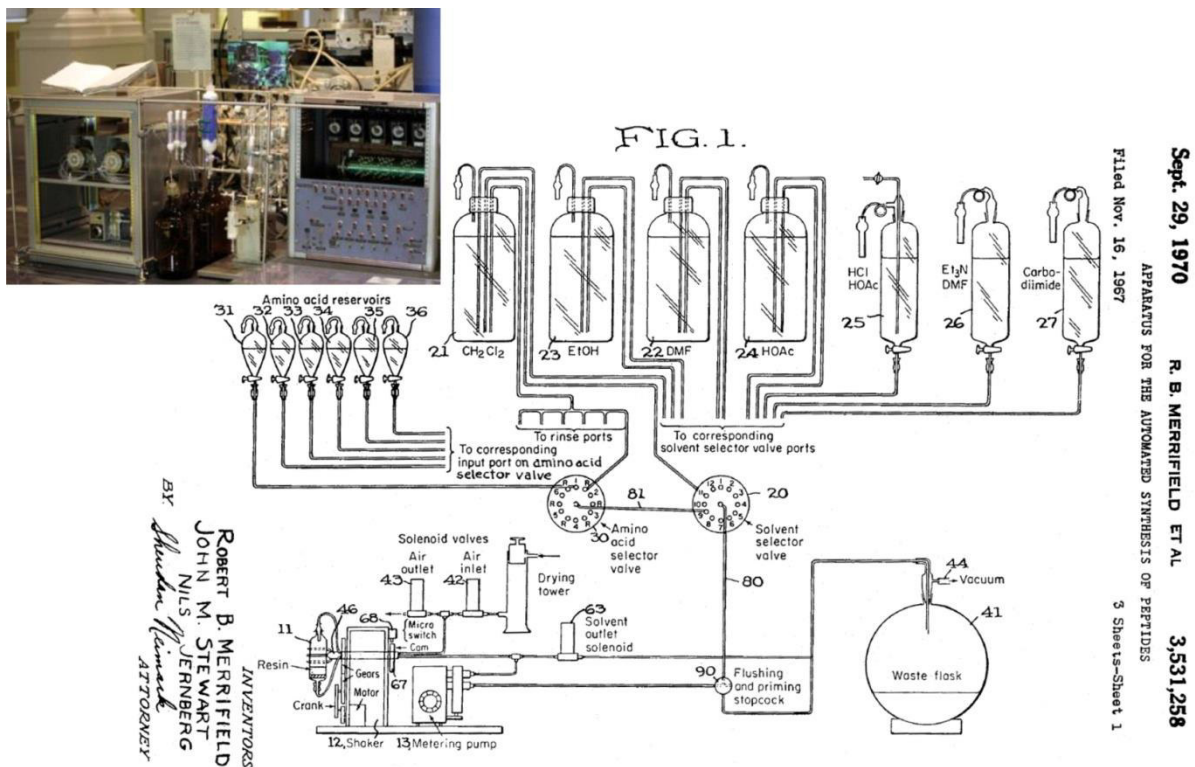 FIG. 1.
Amino acid reservoirs
31 32 33 34 35 36
21 CH₂Cl₂
23 EtOH
22 DMF
24 HOAc
HCl
HOAc
25
Et₃N
DMF
26
Carbo-
diimide
27
To rinse ports
To corresponding
input port on amino acid
selector valve
To corresponding
solvent selector valve ports
81
20
30
Amino
acid
selector
valve
Solvent
selector
valve
80
Solenoid valves
Air
outlet
Air
inlet
43
42
Drying
tower
63
Solvent
outlet
solenoid
44
Vacuum
41
Waste flask
46
68
11
Micro
switch
Cam
67
Resin
Gears
Motor
Crank
12, Shaker
13, Metering pump
90
Flushing
and priming
stopcock
INVENTORS
ROBERT B. MERRIFIELD
JOHN M. STEWART
NILS JERNBERG
BY
Sherden Neimark
ATTORNEY
Sept. 29, 1970
R. B. MERRIFIELD ET AL
3,531,258
APPARATUS FOR THE AUTOMATED SYNTHESIS OF PEPTIDES
Filed Nov. 16, 1967
3 Sheets-Sheet 1